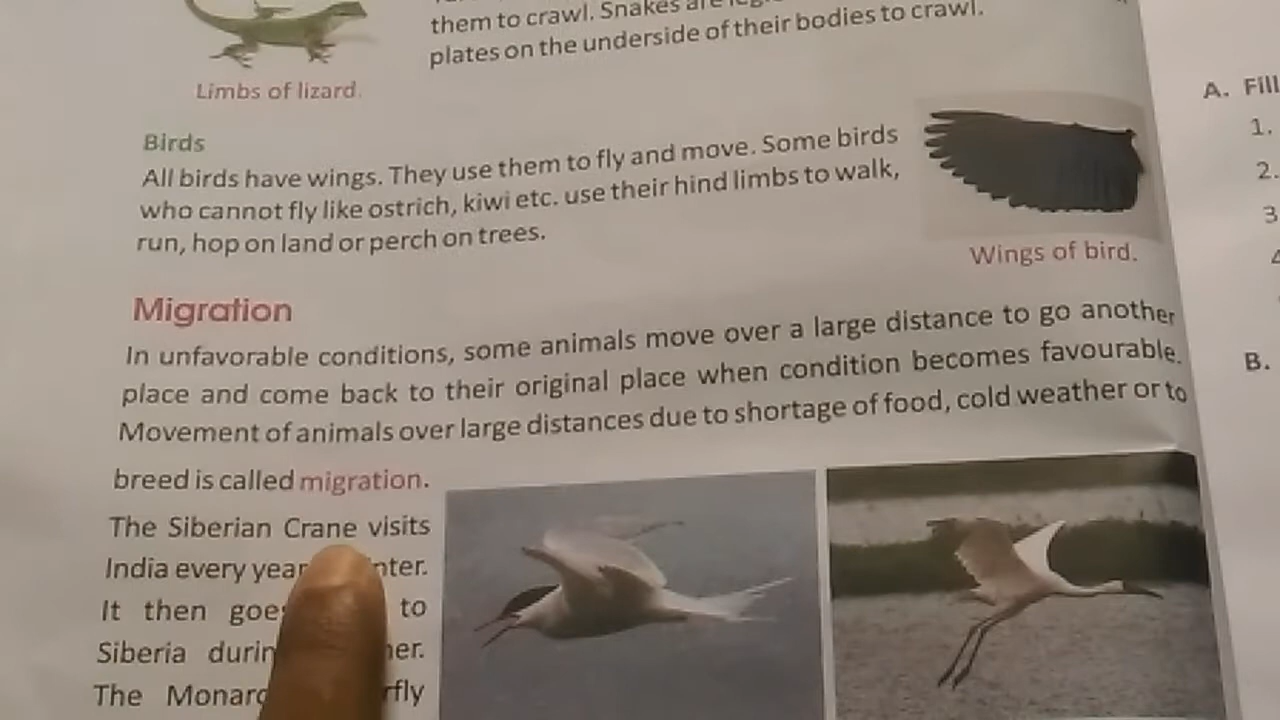 them to crawl. Snakes are
plates on the underside of their bodies to crawl.
Limbs of lizard.
Birds
All birds have wings. They use them to fly and move. Some birds
who cannot fly like ostrich, kiwi etc. use their hind limbs to walk,
run, hop on land or perch on trees.
Wings of bird.
Migration
In unfavorable conditions, some animals move over a large distance to go another
place and come back to their original place when condition becomes favourable.
Movement of animals over large distances due to shortage of food, cold weather or to
breed is called migration.
The Siberian Crane visits
India every
It then to
Siberia
The
A. Fill
1.
2.
3
B.